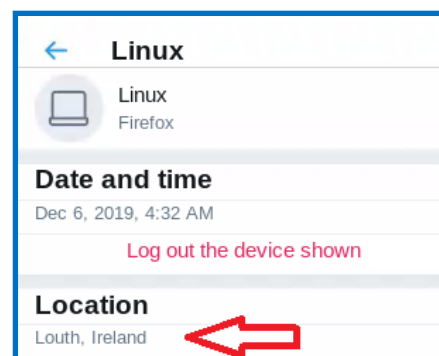 Linux
Linux
Firefox
Date and time
Dec 6, 2019, 4:32 AM
Log out the device shown
Location
Louth, Ireland